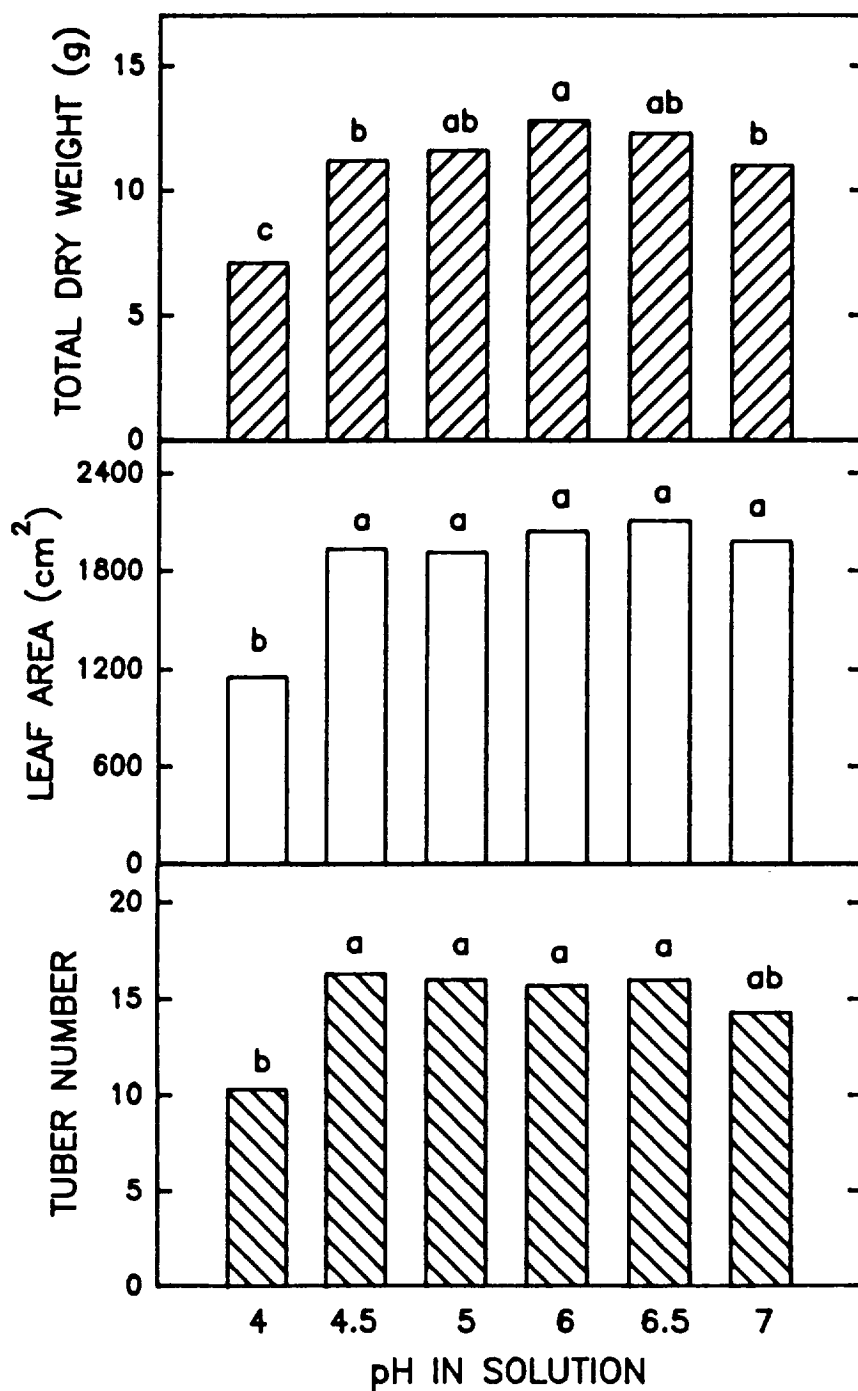 TOTAL DRY WEIGHT (g)
15
10
5
0
c
b
ab
a
ab
b
LEAF AREA (cm²)
2400
1800
1200
600
0
b
a
a
a
a
a
TUBER NUMBER
20
15
10
5
0
b
a
a
a
a
ab
4 4.5 5 6 6.5 7
pH IN SOLUTION